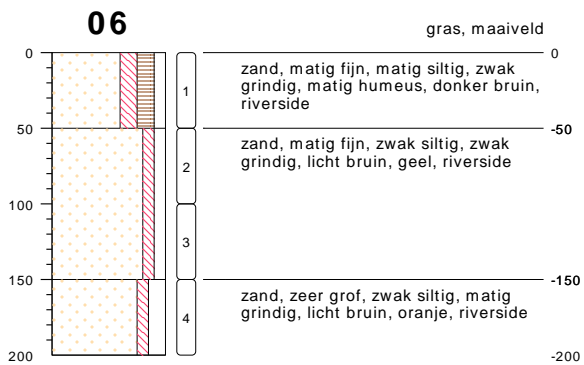 06
gras, maaiveld
0
0
1
zand, matig fijn, matig siltig, zwak
grindig, matig humeus, donker bruin,
riverside
50
-50
2
zand, matig fijn, zwak siltig, zwak
grindig, licht bruin, geel, riverside
100
3
150
-150
4
zand, zeer grof, zwak siltig, matig
grindig, licht bruin, oranje, riverside
200
-200